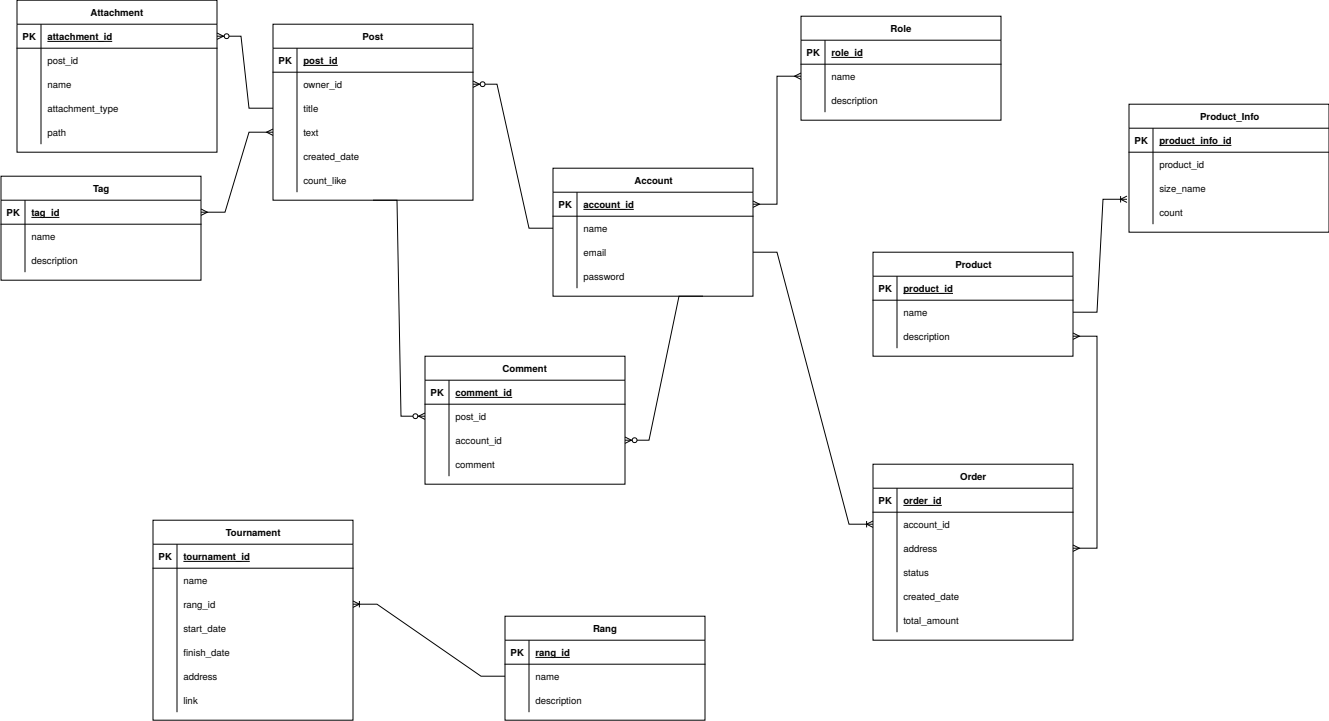 Attachment
PK attachment_id
post_id
name
attachment_type
path
Post
PK post_id
owner_id
title
text
created_date
count_like
Role
PK role_id
name
description
Product_Info
PK product_info_id
product_id
size_name
count
Tag
PK tag_id
name
description
Account
PK account_id
name
email
password
Product
PK product_id
name
description
Comment
PK comment_id
post_id
account_id
comment
Order
PK order_id
account_id
address
status
created_date
total_amount
Tournament
PK tournament_id
name
rang_id
start_date
finish_date
address
link
Rang
PK rang_id
name
description